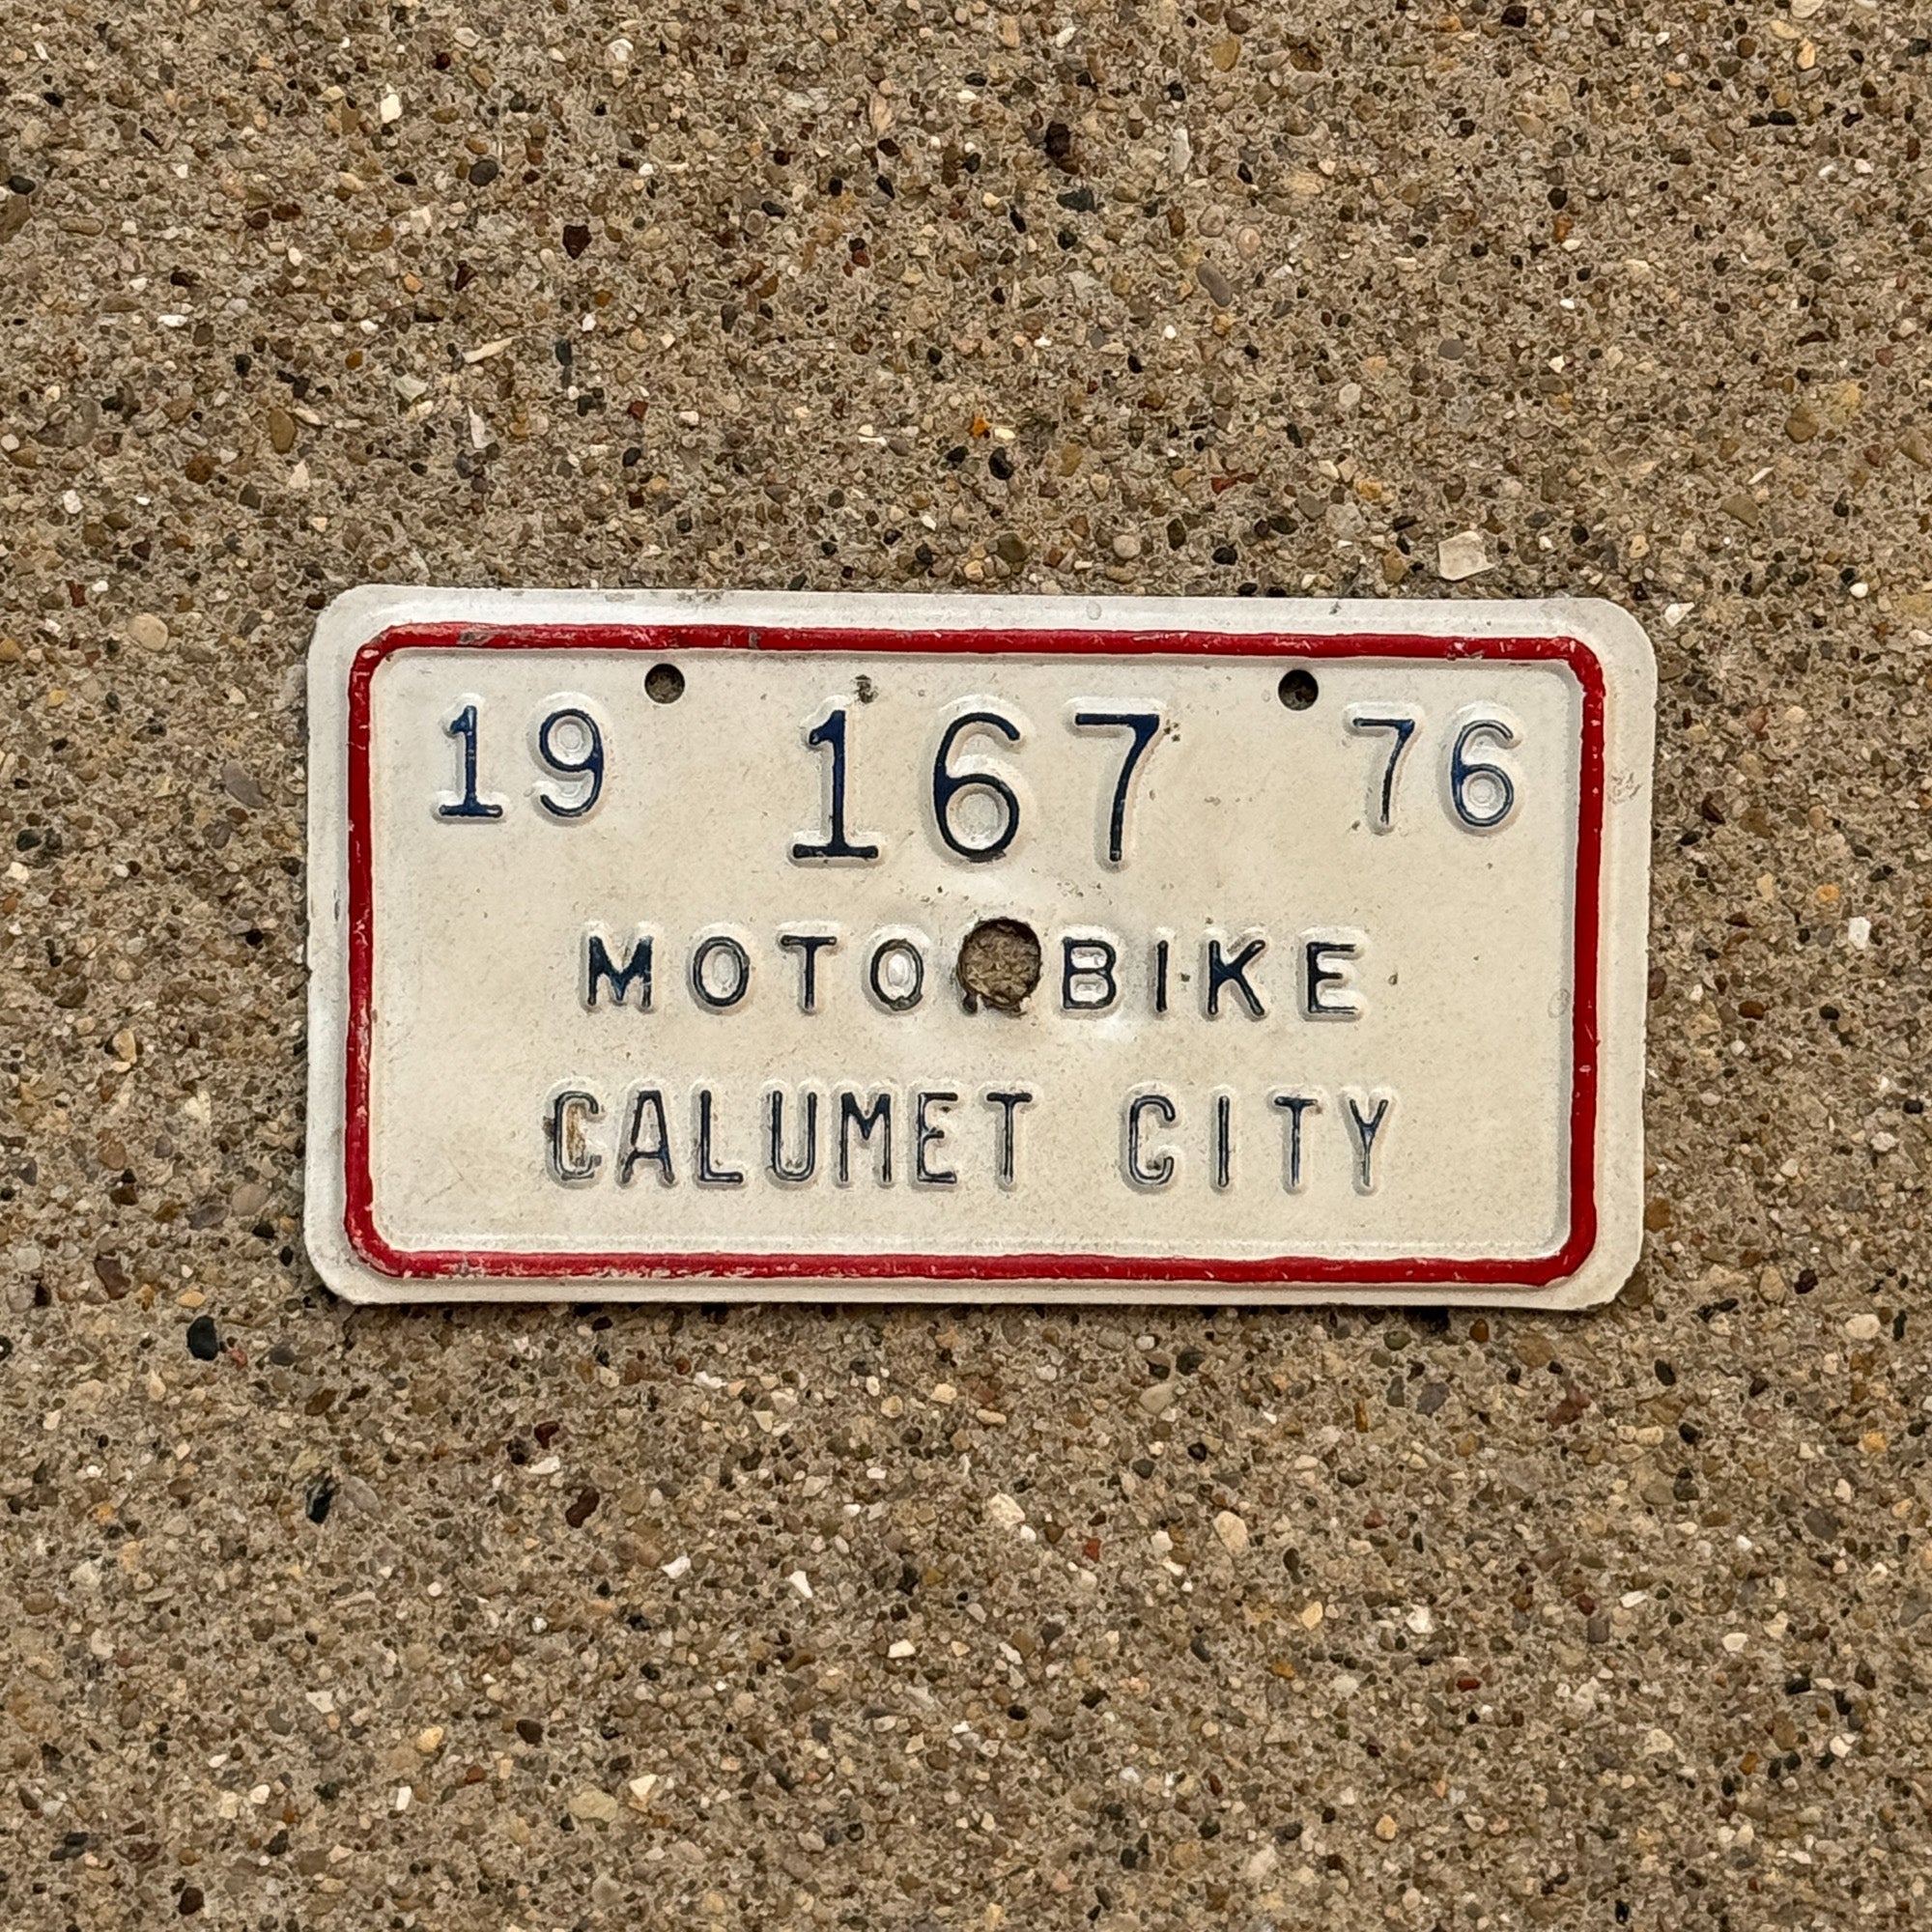 19 167 76
MOTO BIKE
CALUMET CITY